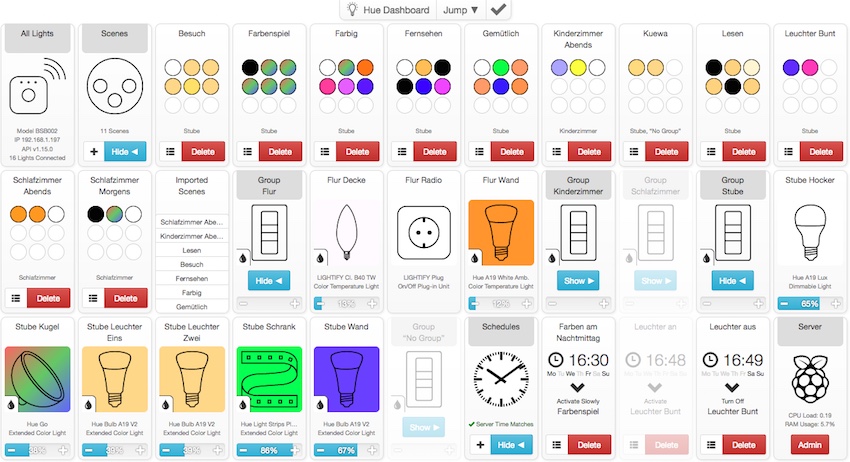 Hue Dashboard
Jump ▼
All Lights
Model BSB002
IP 192.168.1.197
API v1.15.0
16 Lights Connected
Scenes
11 Scenes
+
Hide ◀
Besuch
Stube
Delete
Farbenspiel
Stube
Delete
Farbig
Stube
Delete
Fernsehen
Stube
Delete
Gemütlich
Stube
Delete
Kinderzimmer
Abends
Kinderzimmer
Delete
Kuewa
Stube, "No Group"
Delete
Lesen
Stube
Delete
Leuchter Bunt
Stube
Delete
Schlafzimmer
Abends
Schlafzimmer
Delete
Schlafzimmer
Morgens
Schlafzimmer
Delete
Imported
Scenes
Schlafzimmer Abe...
Kinderzimmer Abe...
Lesen
Besuch
Fernsehen
Farbig
Gemütlich
Group
Flur
Hide ◀
Flur Decke
LIGHTIFY Cl. B40 TW
Color Temperature Light
13%
Flur Radio
LIGHTIFY Plug
On/Off Plug-in Unit
Flur Wand
Hue A19 White Amb.
Color Temperature Light
12%
Group
Kinderzimmer
Show ▶
Group
Schlafzimmer
Show ▶
Group
Stube
Hide ◀
Stube Hocker
Hue A19 Lux
Dimmable Light
65%
Stube Kugel
Hue Go
Extended Color Light
38%
Stube Leuchter
Eins
Hue Bulb A19 V2
Extended Color Light
39%
Stube Leuchter
Zwei
Hue Bulb A19 V2
Extended Color Light
39%
Stube Schrank
Hue Light Strips Pl...
Extended Color Light
86%
Stube Wand
Hue Bulb A19 V2
Extended Color Light
67%
Group
"No Group"
Show ▶
Schedules
✓ Server Time Matches
+
Hide ◀
Farben am
Nachmittag
16:30
Mo Tu We Th Fr Sa Su
Activate Slowly
Farbenspiel
Delete
Leuchter an
16:48
Mo Tu We Th Fr Sa Su
Activate
Leuchter Bunt
Delete
Leuchter aus
16:49
Mo Tu We Th Fr Sa Su
Turn Off
Leuchter Bunt
Delete
Server
CPU Load: 0.19
RAM Usage: 5.7%
Admin